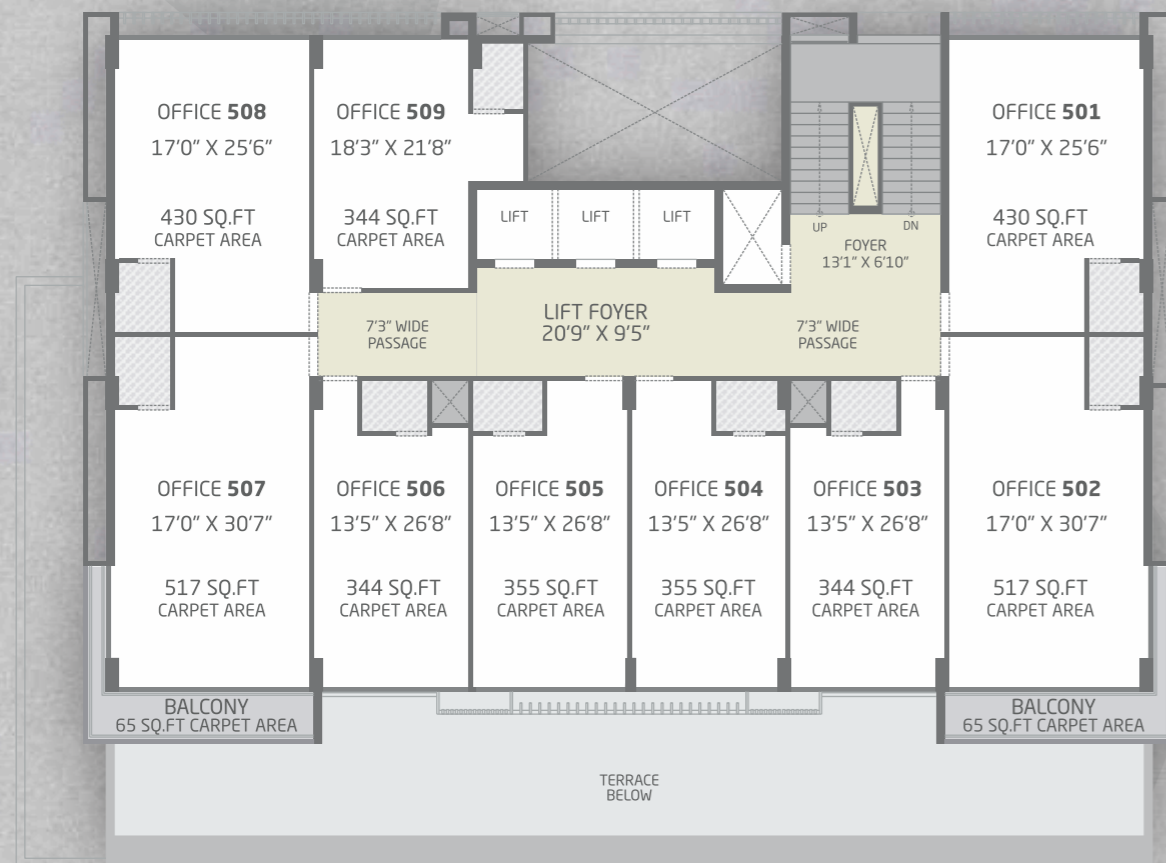 OFFICE 508
17'0" X 25'6"
430 SQ.FT
CARPET AREA
OFFICE 509
18'3" X 21'8"
344 SQ.FT
CARPET AREA
LIFT
LIFT
LIFT
UP
DN
FOYER
13'1" X 6'10"
OFFICE 501
17'0" X 25'6"
430 SQ.FT
CARPET AREA
7'3" WIDE
PASSAGE
LIFT FOYER
20'9" X 9'5"
7'3" WIDE
PASSAGE
OFFICE 507
17'0" X 30'7"
517 SQ.FT
CARPET AREA
OFFICE 506
13'5" X 26'8"
344 SQ.FT
CARPET AREA
OFFICE 505
13'5" X 26'8"
355 SQ.FT
CARPET AREA
OFFICE 504
13'5" X 26'8"
355 SQ.FT
CARPET AREA
OFFICE 503
13'5" X 26'8"
344 SQ.FT
CARPET AREA
OFFICE 502
17'0" X 30'7"
517 SQ.FT
CARPET AREA
BALCONY
65 SQ.FT CARPET AREA
BALCONY
65 SQ.FT CARPET AREA
TERRACE
BELOW